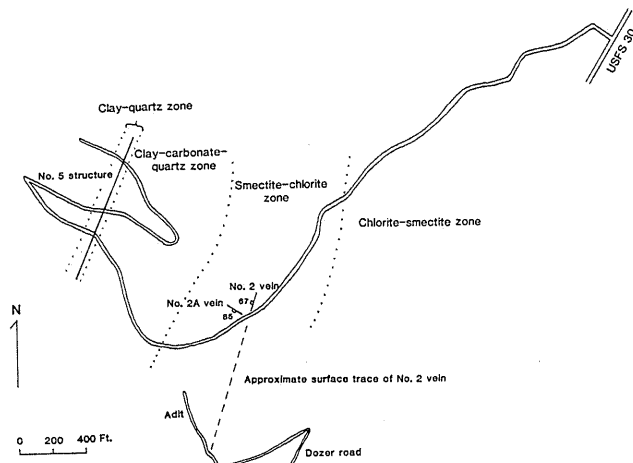 USFS 30
Clay-quartz zone
Clay-carbonate-
quartz zone
No. 5 structure
Smectite-chlorite
zone
Chlorite-smectite zone
No. 2 vein
67
No. 2A vein
85
N
Approximate surface trace of No. 2 vein
Adit
0 200 400 Ft.
Dozer road